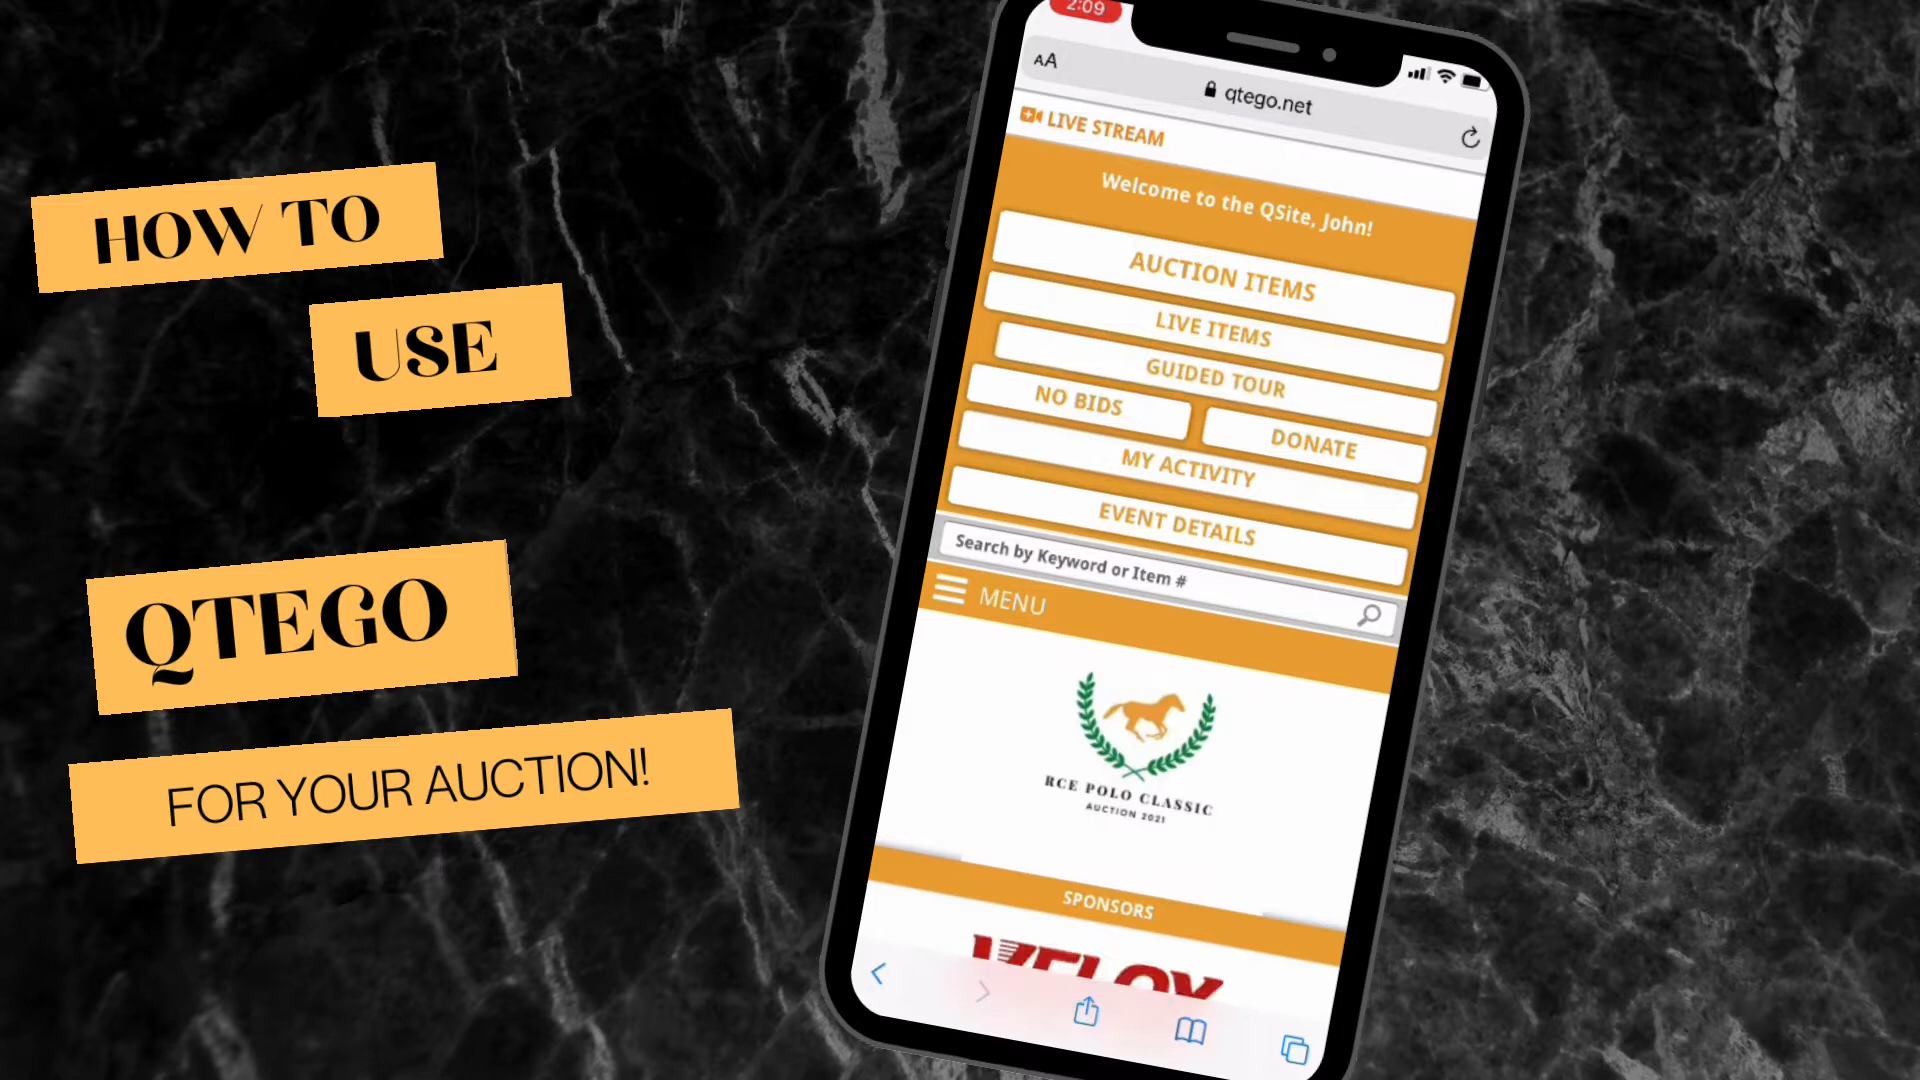 HOW TO
USE
QTEGO
FOR YOUR AUCTION!
2:09
AA
qtego.net
LIVE STREAM
Welcome to the QSite, John!
AUCTION ITEMS
LIVE ITEMS
GUIDED TOUR
NO BIDS
DONATE
MY ACTIVITY
EVENT DETAILS
Search by Keyword or Item #
MENU
RCE POLO CLASSIC
AUCTION 2021
SPONSORS